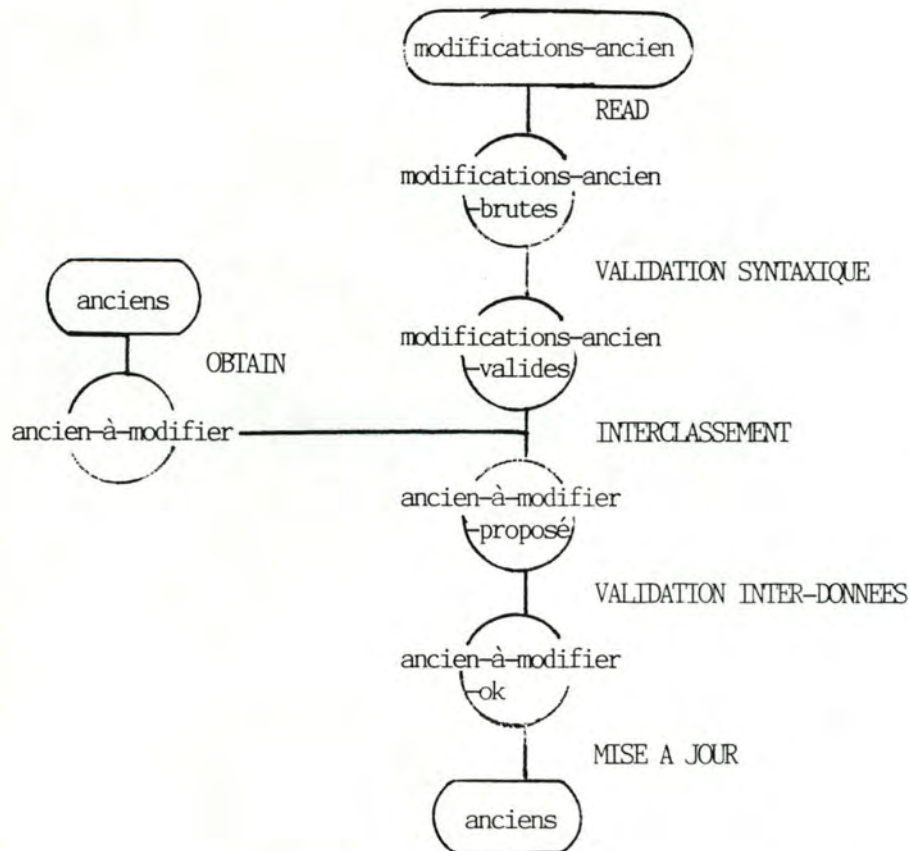 modifications-ancien
READ
modifications-ancien
-brutes
VALIDATION SYNTAXIQUE
anciens
modifications-ancien
-valides
OBTAIN
ancien-à-modifier
INTERCLASSEMENT
ancien-à-modifier
-proposé
VALIDATION INTER-DONNEES
ancien-à-modifier
-ok
MISE A JOUR
anciens